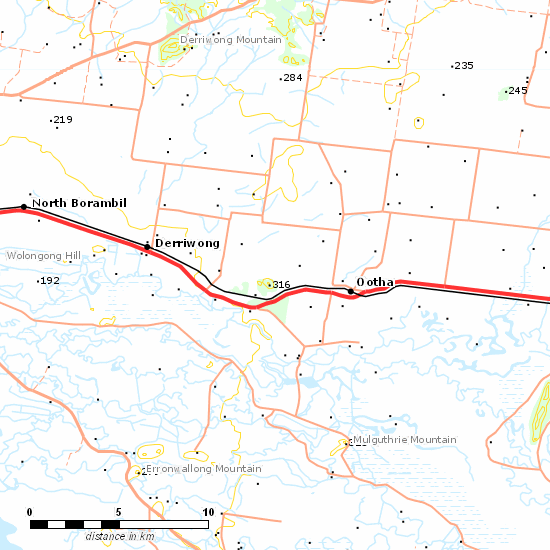 Derriwong Mountain
235
284
245
219
North Borambil
Derriwong
Wolongong Hill
192
316
Ootha
Mulguthrie Mountain
Erronwallong Mountain
0
5
10
distance in km